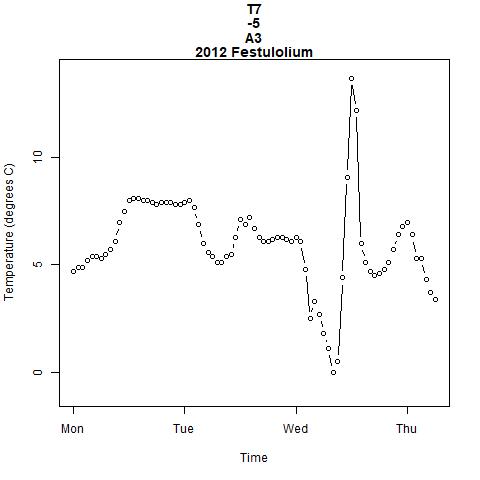 T7
-5
A3
2012 Festulolium
Temperature (degrees C)
10
5
0
Mon Tue Wed Thu
Time